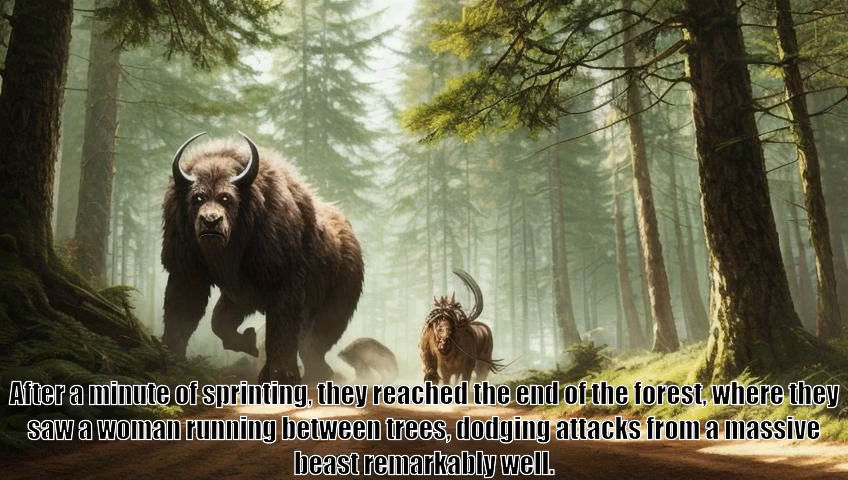 After a minute of sprinting, they reached the end of the forest, where they
saw a woman running between trees, dodging attacks from a massive
beast remarkably well.